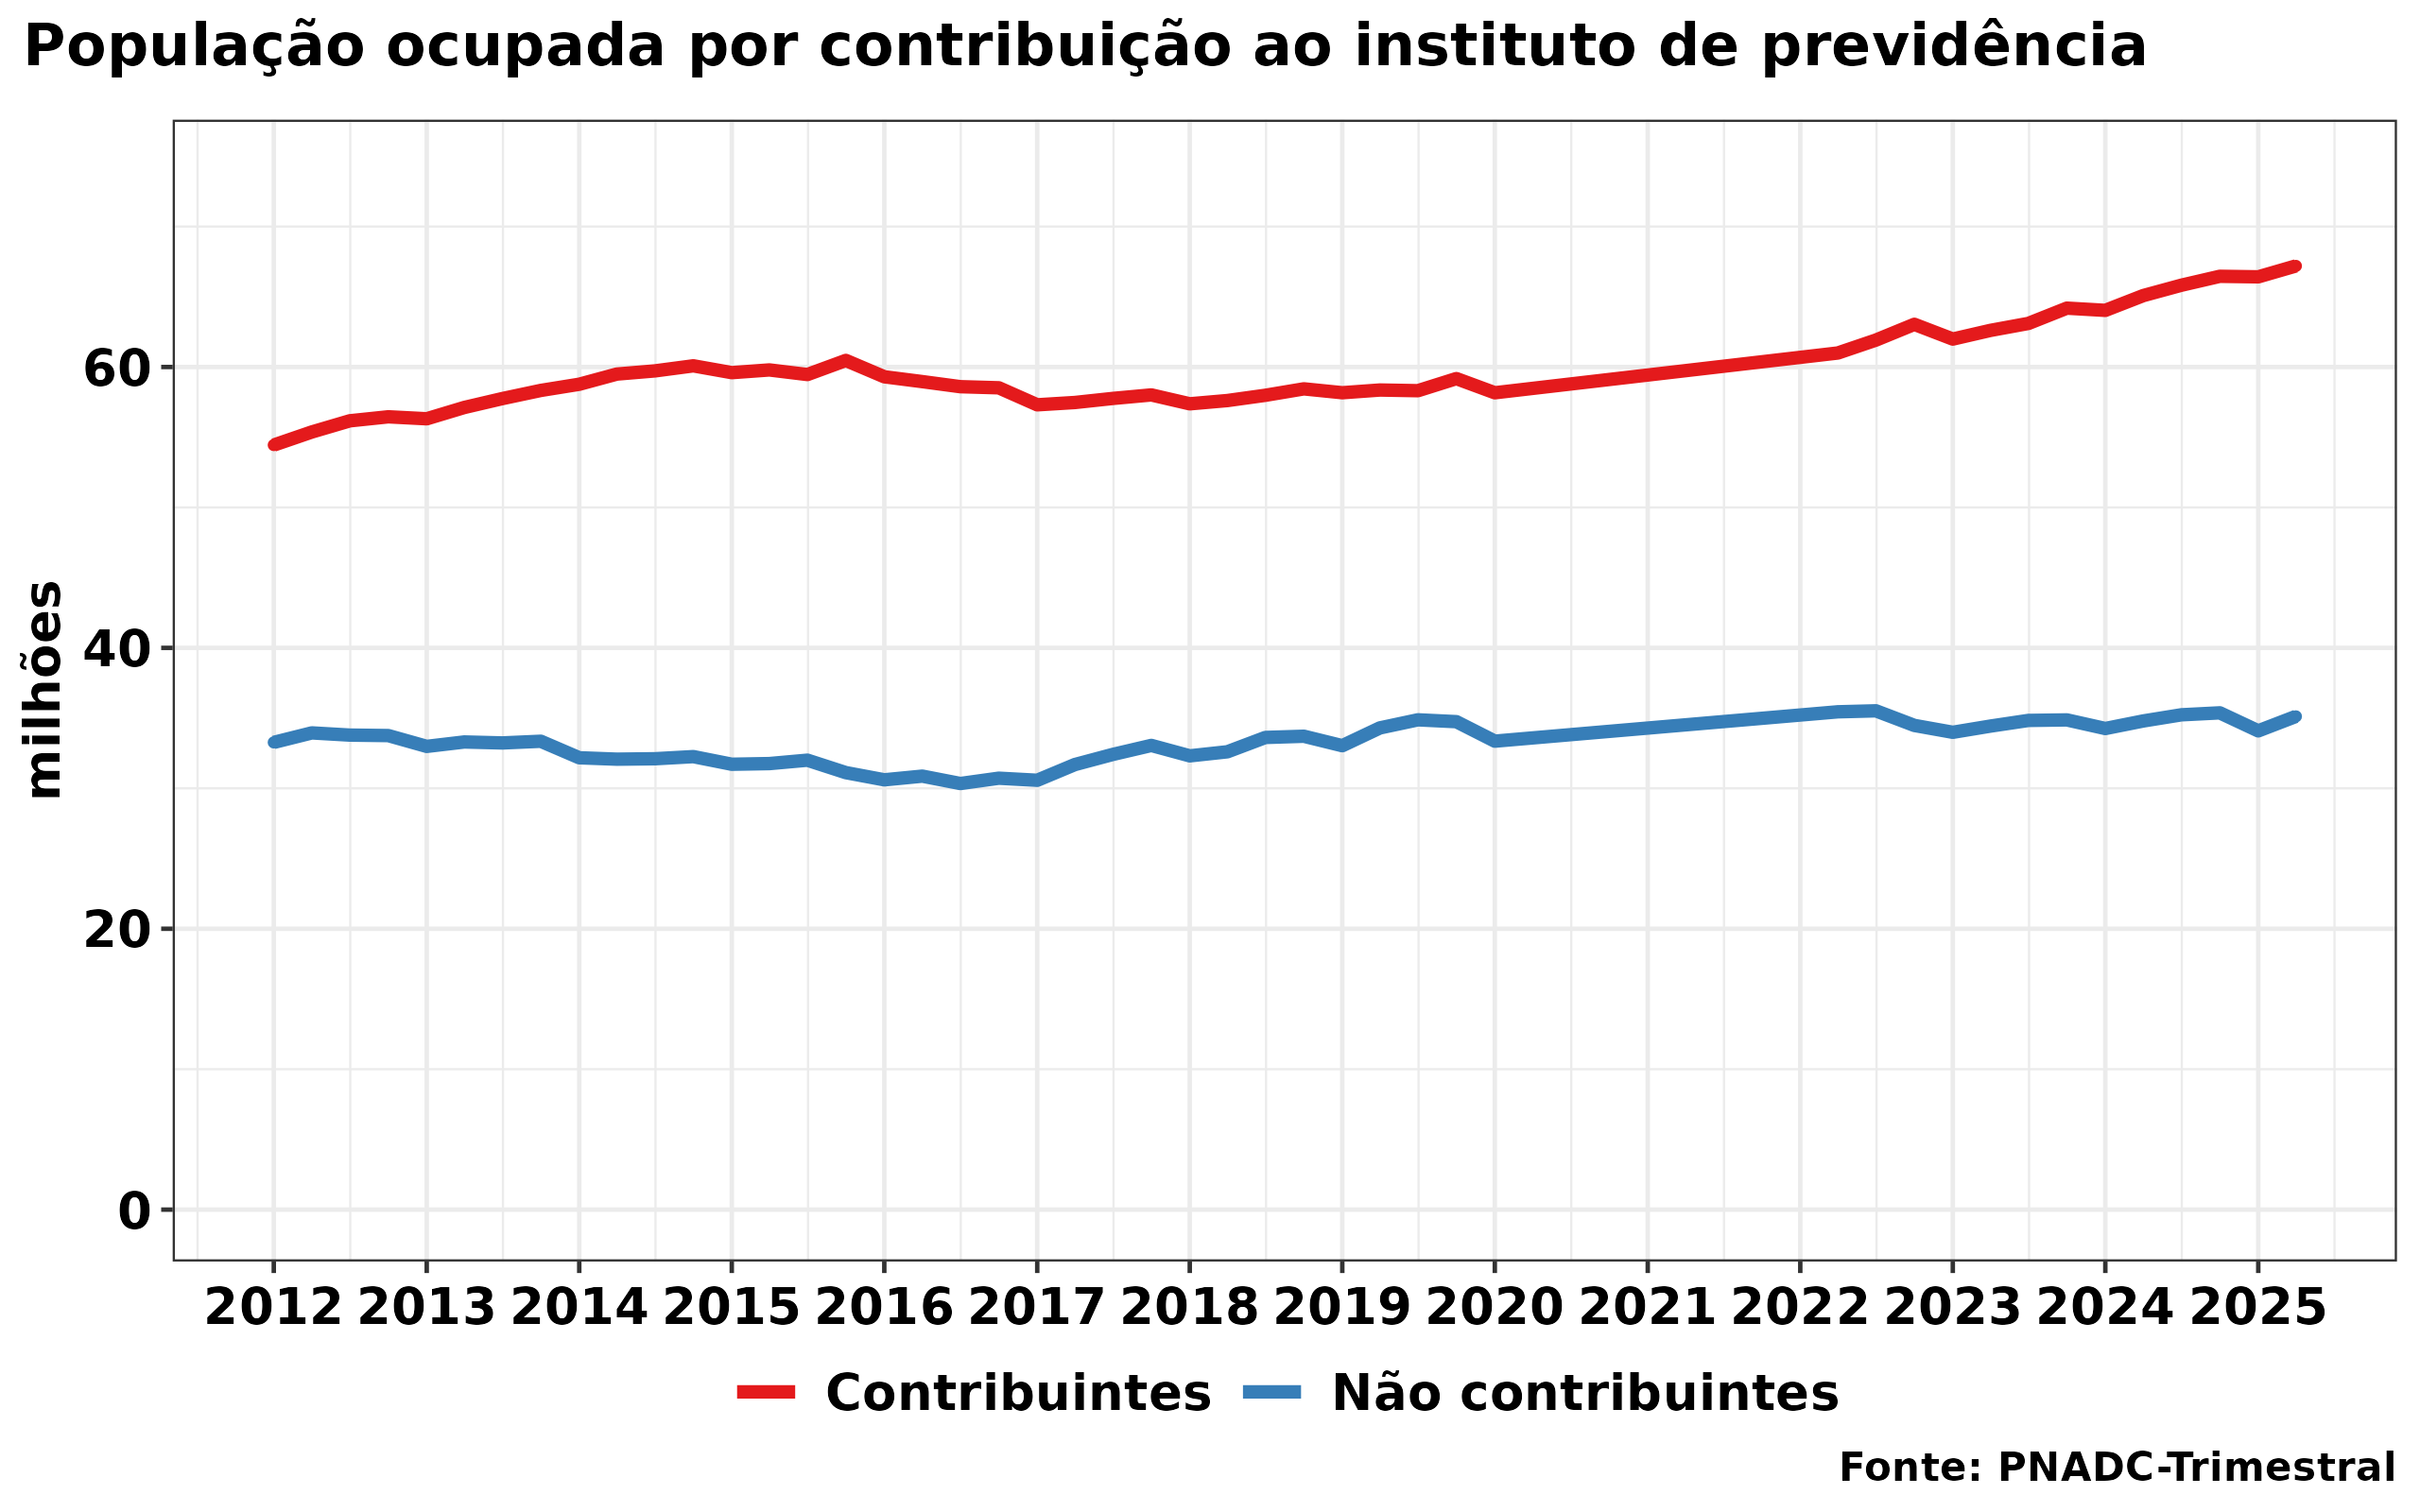 População ocupada por contribuição ao instituto de previdência
milhões
60
40
20
0
2012 2013 2014 2015 2016 2017 2018 2019 2020 2021 2022 2023 2024 2025
Contribuintes Não contribuintes
Fonte: PNADC-Trimestral